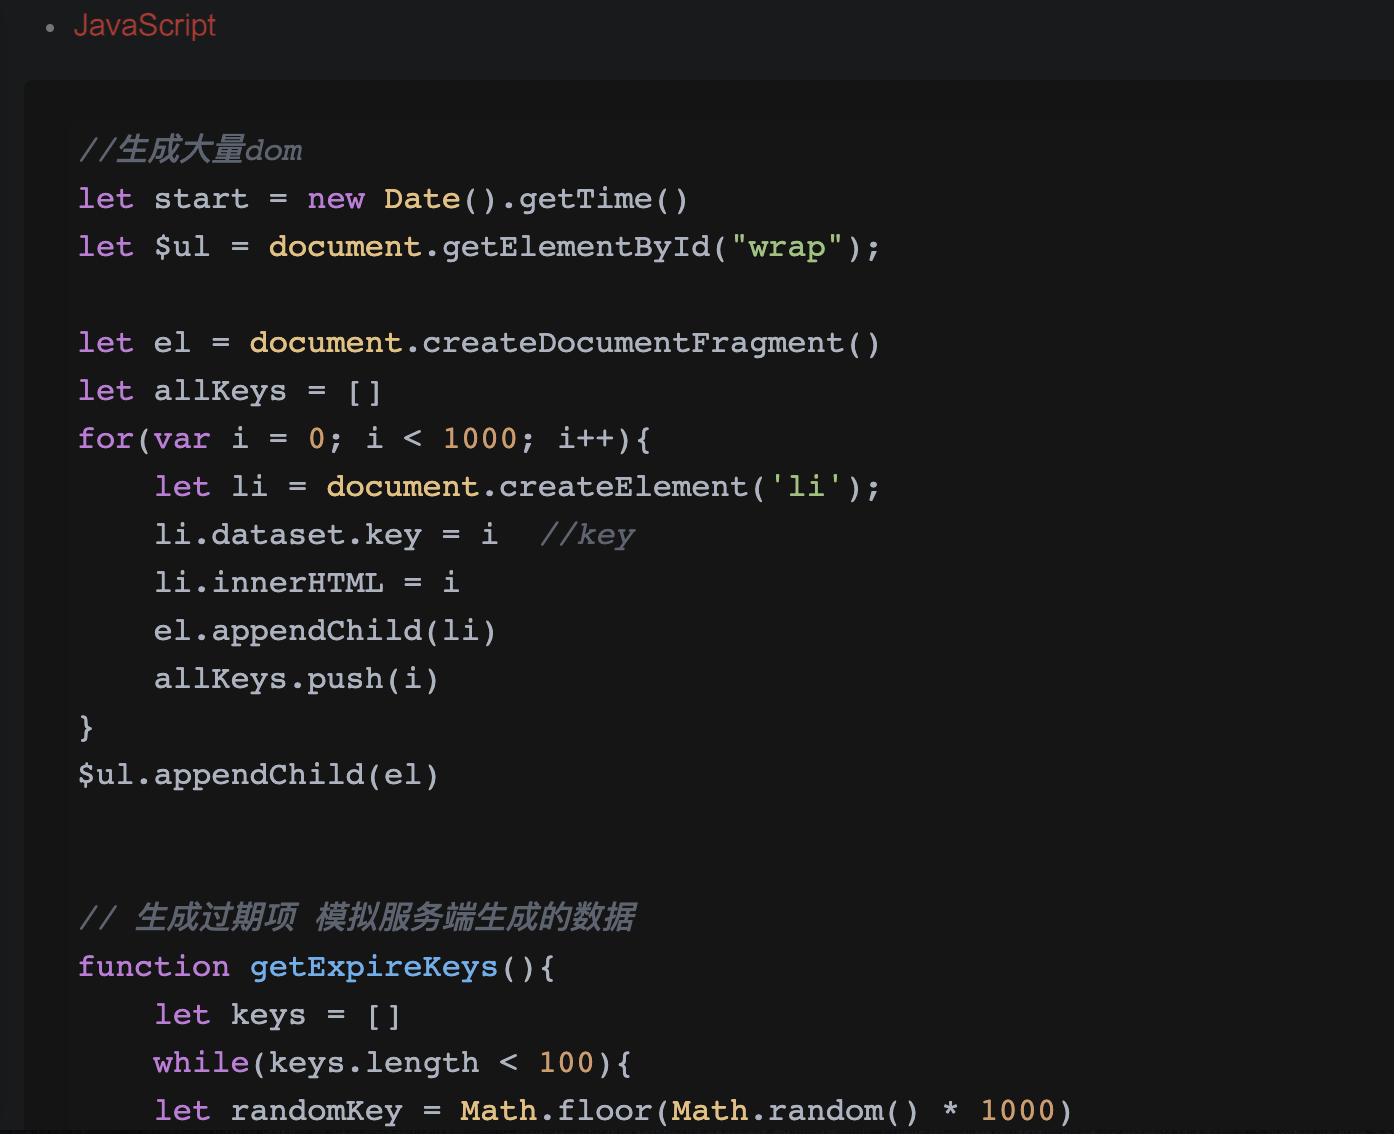 JavaScript
//生成大量dom
let start = new Date().getTime()
let $ul = document.getElementById("wrap");
let el = document.createDocumentFragment()
let allKeys = []
for(var i = 0; i < 1000; i++){
    let li = document.createElement('li');
    li.dataset.key = i  //key
    li.innerHTML = i
    el.appendChild(li)
    allKeys.push(i)
}
$ul.appendChild(el)
// 生成过期项 模拟服务端生成的数据
function getExpireKeys(){
    let keys = []
    while(keys.length < 100){
    let randomKey = Math.floor(Math.random() * 1000)